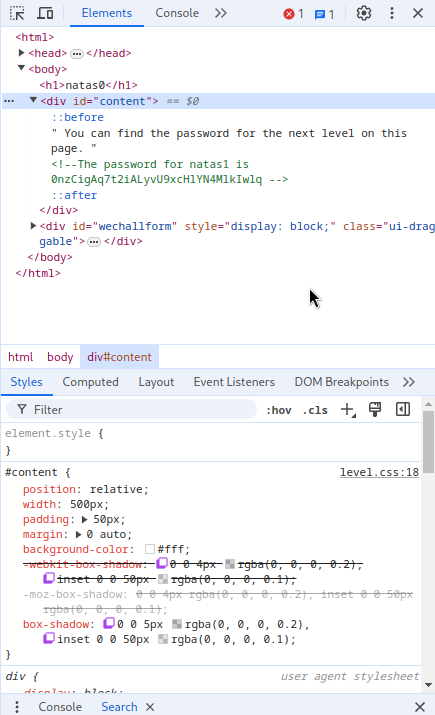 Elements Console 1 1
<html>
<head> ⋯ </head>
<body>
<h1>natas0</h1>
⋯ <div id="content"> == $0
::before
" You can find the password for the next level on this
page. "
<!--The password for natas1 is
0nzCigAq7t2iALyvU9xcHlYN4MlkIwlq -->
::after
</div>
<div id="wechallform" style="display: block;" class="ui-drag
gable"> ⋯ </div>
</body>
</html>
html body div#content
Styles Computed Layout Event Listeners DOM Breakpoints
Filter :hov .cls
element.style {
}
#content { level.css:18
position: relative;
width: 500px;
padding: 50px;
margin: 0 auto;
background-color: #fff;
-webkit-box-shadow: 0 0 4px rgba(0, 0, 0, 0.2),
inset 0 0 50px rgba(0, 0, 0, 0.1);
-moz-box-shadow: 0 0 4px rgba(0, 0, 0, 0.2), inset 0 0 50px
rgba(0, 0, 0, 0.1);
box-shadow: 0 0 5px rgba(0, 0, 0, 0.2),
inset 0 0 50px rgba(0, 0, 0, 0.1);
}
div { user agent stylesheet
display: block;
Console Search